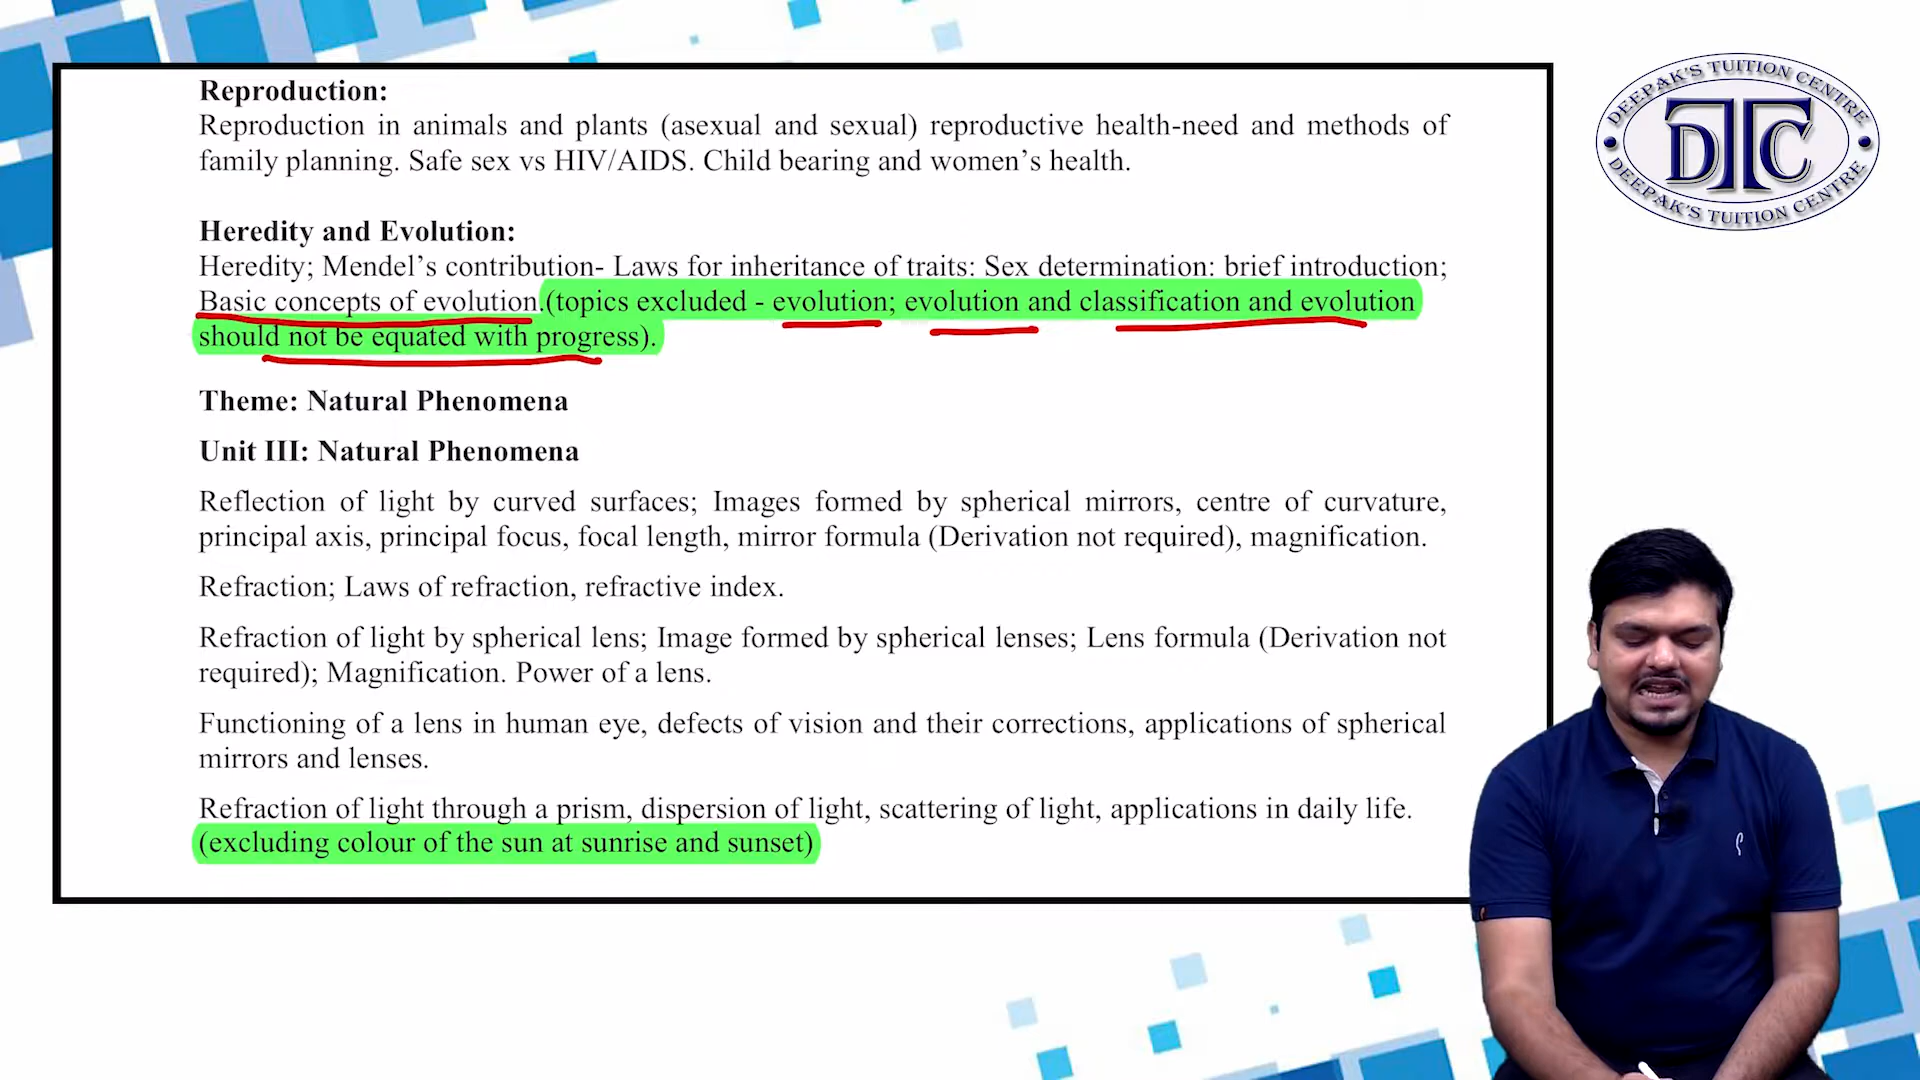 Reproduction:
Reproduction in animals and plants (asexual and sexual) reproductive health-need and methods of
family planning. Safe sex vs HIV/AIDS. Child bearing and women’s health.
Heredity and Evolution:
Heredity; Mendel’s contribution- Laws for inheritance of traits: Sex determination: brief introduction;
Basic concepts of evolution.(topics excluded - evolution; evolution and classification and evolution
should not be equated with progress).
Theme: Natural Phenomena
Unit III: Natural Phenomena
Reflection of light by curved surfaces; Images formed by spherical mirrors, centre of curvature,
principal axis, principal focus, focal length, mirror formula (Derivation not required), magnification.
Refraction; Laws of refraction, refractive index.
Refraction of light by spherical lens; Image formed by spherical lenses; Lens formula (Derivation not
required); Magnification. Power of a lens.
Functioning of a lens in human eye, defects of vision and their corrections, applications of spherical
mirrors and lenses.
Refraction of light through a prism, dispersion of light, scattering of light, applications in daily life.
(excluding colour of the sun at sunrise and sunset)
DEEPAK'S TUITION CENTRE
DTC
DEEPAK'S TUITION CENTRE